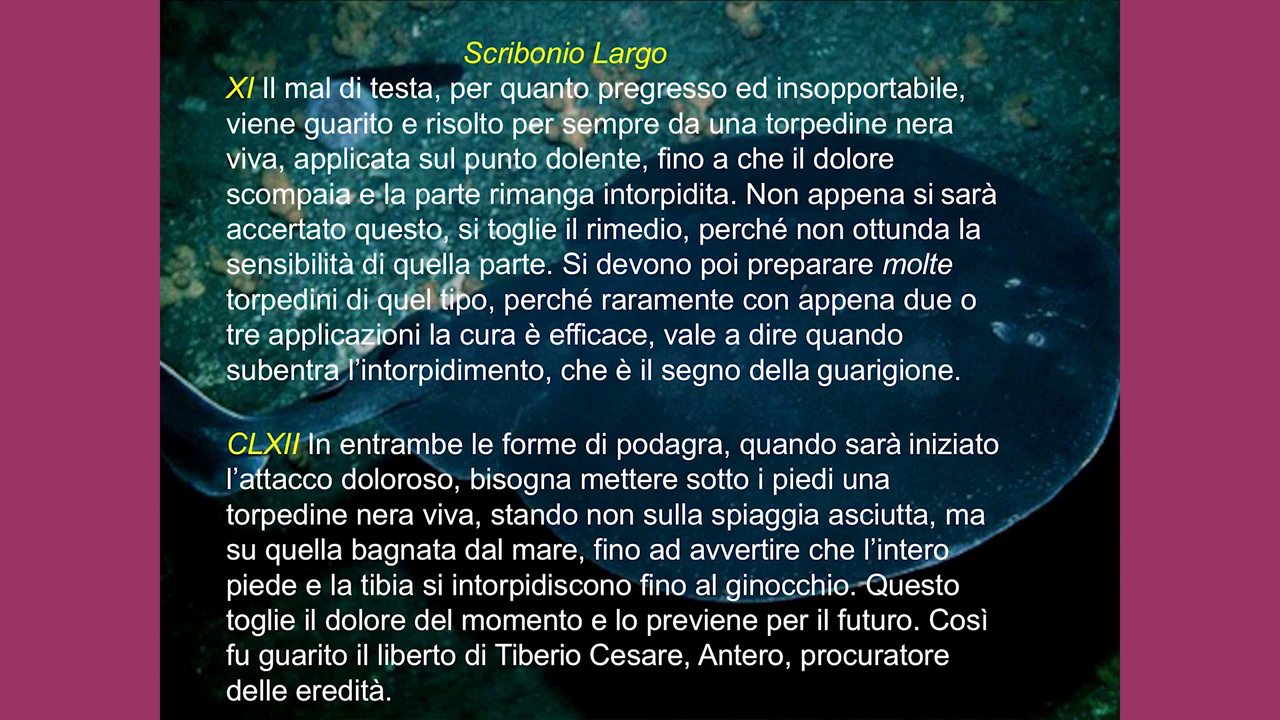 Scribonio Largo
XI Il mal di testa, per quanto pregresso ed insopportabile,
viene guarito e risolto per sempre da una torpedine nera
viva, applicata sul punto dolente, fino a che il dolore
scompaia e la parte rimanga intorpidita. Non appena si sarà
accertato questo, si toglie il rimedio, perché non ottunda la
sensibilità di quella parte. Si devono poi preparare molte
torpedini di quel tipo, perché raramente con appena due o
tre applicazioni la cura è efficace, vale a dire quando
subentra l’intorpidimento, che è il segno della guarigione.
CLXII In entrambe le forme di podagra, quando sarà iniziato
l’attacco doloroso, bisogna mettere sotto i piedi una
torpedine nera viva, stando non sulla spiaggia asciutta, ma
su quella bagnata dal mare, fino ad avvertire che l’intero
piede e la tibia si intorpidiscono fino al ginocchio. Questo
toglie il dolore del momento e lo previene per il futuro. Così
fu guarito il liberto di Tiberio Cesare, Antero, procuratore
delle eredità.